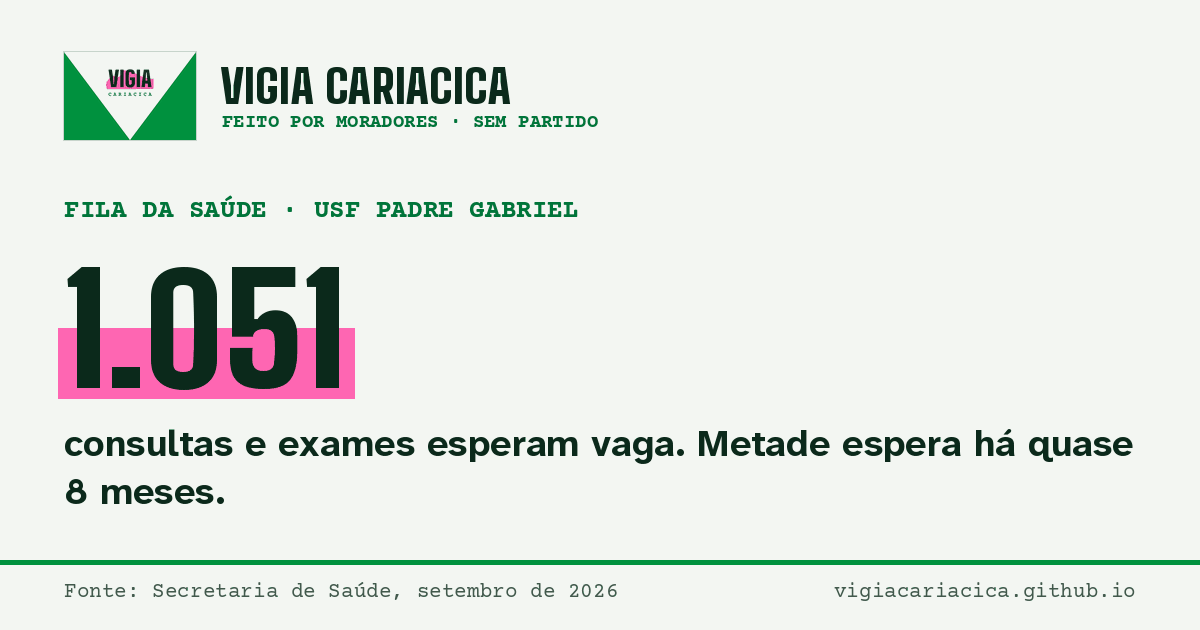 VIGIA
CARIACICA
VIGIA CARIACICA
FEITO POR MORADORES · SEM PARTIDO
FILA DA SAÚDE · USF PADRE GABRIEL
1.051
consultas e exames esperam vaga. Metade espera há quase
8 meses.
Fonte: Secretaria de Saúde, setembro de 2026
vigiacariacica.github.io